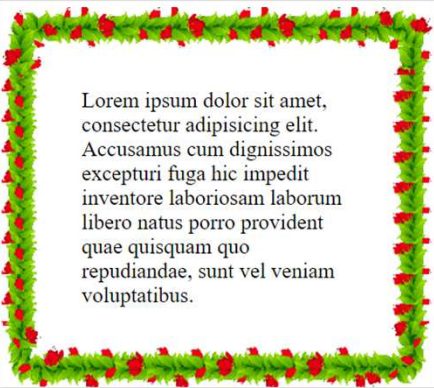 Lorem ipsum dolor sit amet,
consectetur adipisicing elit.
Accusamus cum dignissimos
excepturi fuga hic impedit
inventore laboriosam laborum
libero natus porro provident
quae quisquam quo
repudiandae, sunt vel veniam
voluptatibus.